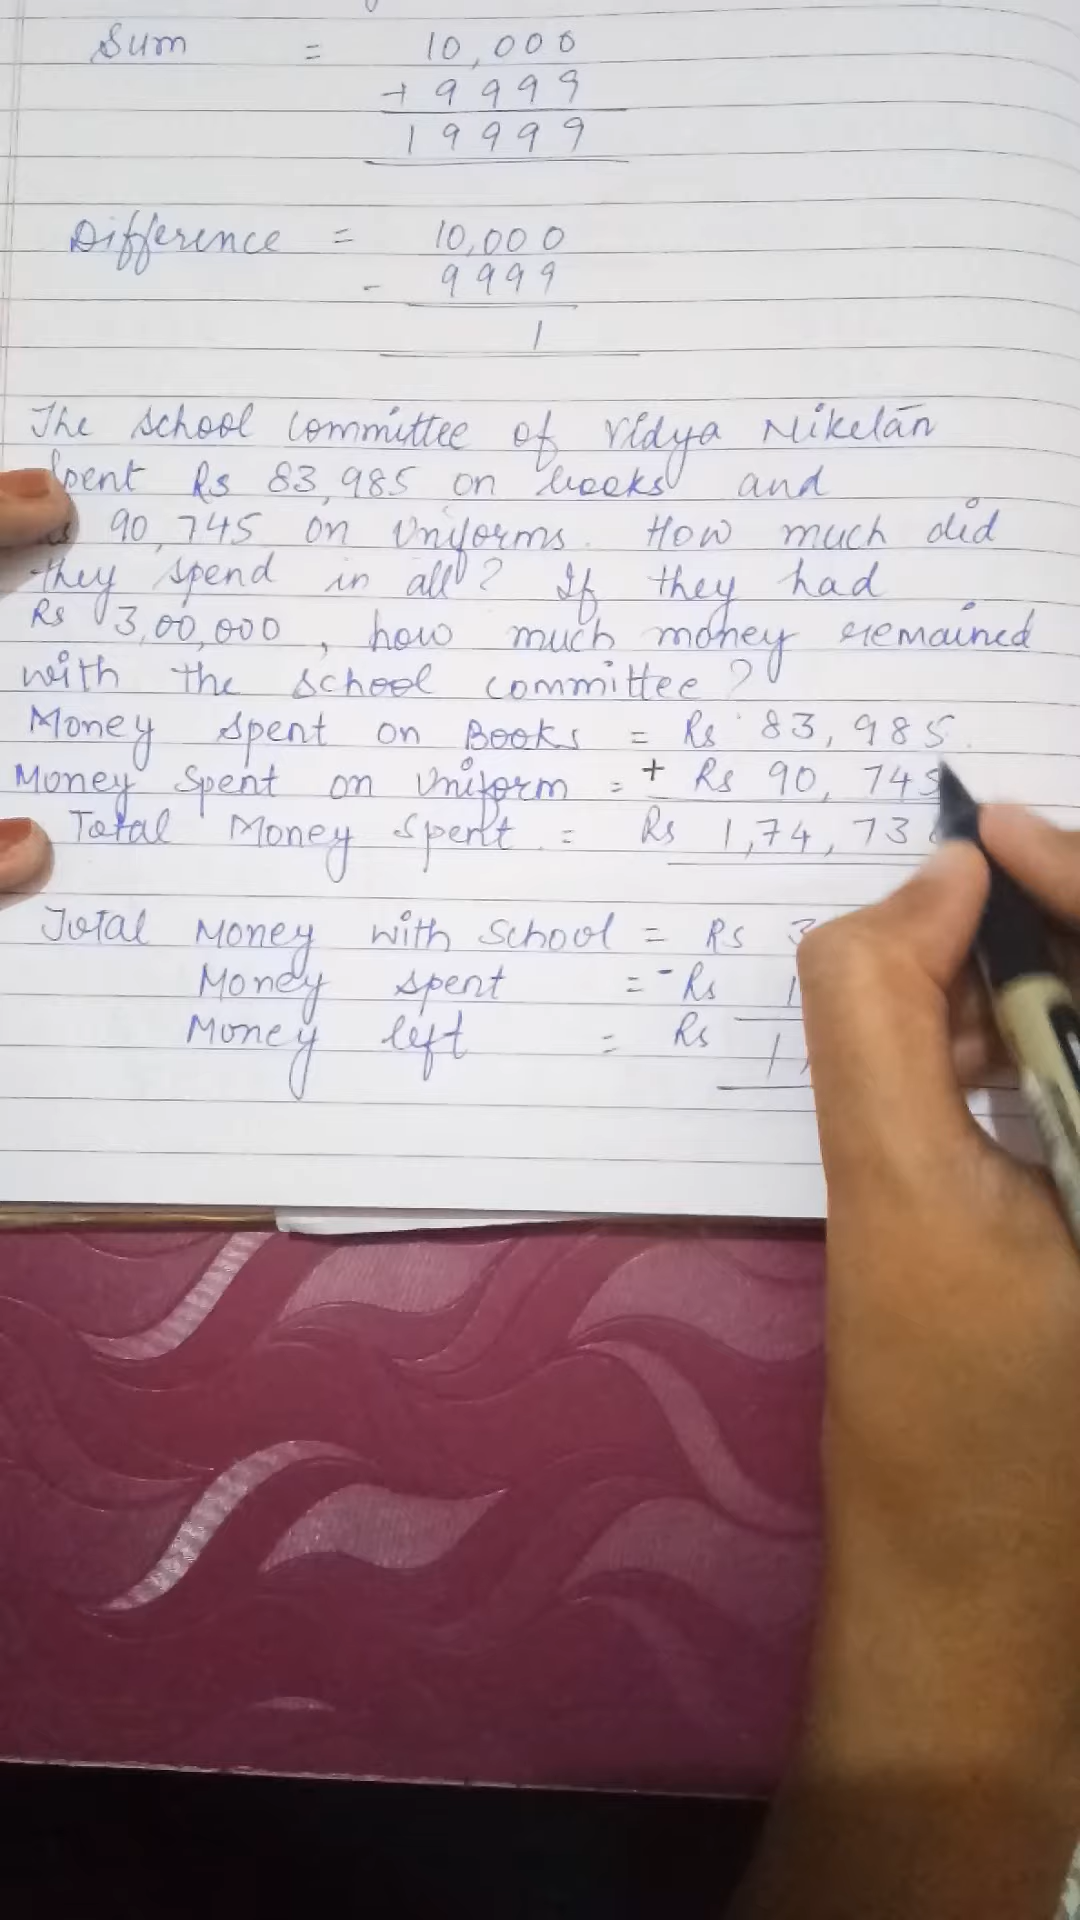 Sum = 10,000
+ 9999
19999
Difference = 10,000
- 9999
1
The school committee of Vidya Niketan
Spent Rs 83,985 on books and
90,745 on Uniforms. How much did
they spend in all? If they had
Rs 3,00,000, how much money remained
with the school committee?
Money Spent on Books = Rs 83,985.
Money Spent on Uniform = + Rs 90,745
Total Money Spent = Rs 1,74,73
Total Money with School = Rs 3
Money spent = - Rs 1
Money left = Rs 1,